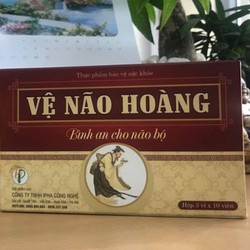 Thực phẩm bảo vệ sức khỏe
VỆ NÃO HOÀNG
Bình an cho não bộ
CÔNG TY TNHH IPHA CÔNG NGHỆ
Hộp 3 vỉ x 10 viên